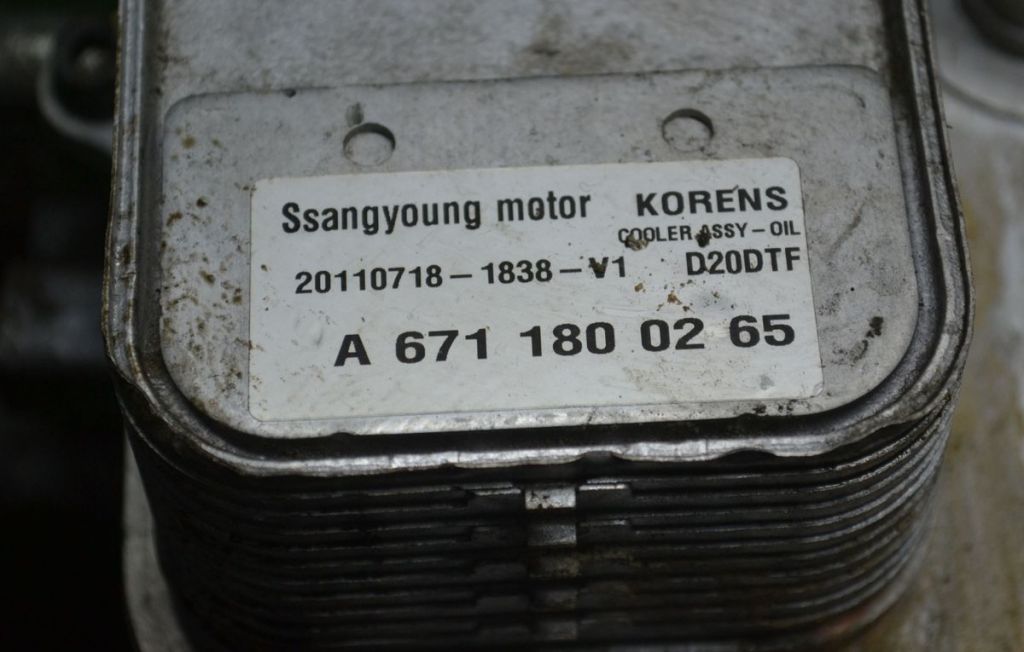 Ssangyoung motor KORENS
COOLER ASSY-OIL
20110718-1838-V1 D20DTF
A 671 180 02 65